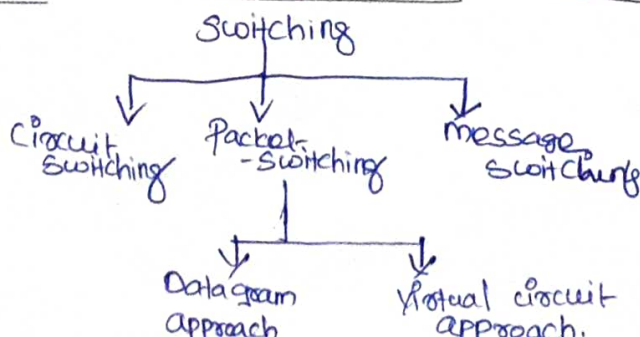 Switching
Circuit
Switching
Packet
-Switching
message
Switching
Datagram
approach
Virtual circuit
approach.